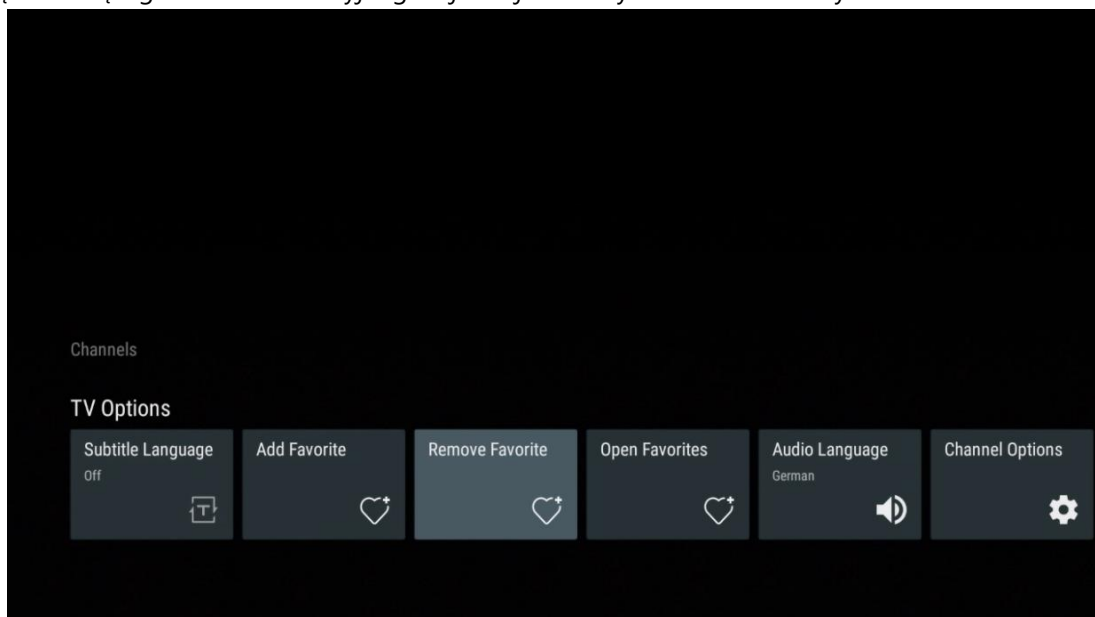 Channels
TV Options
Subtitle Language
Off
Add Favorite
Remove Favorite
Open Favorites
Audio Language
German
Channel Options